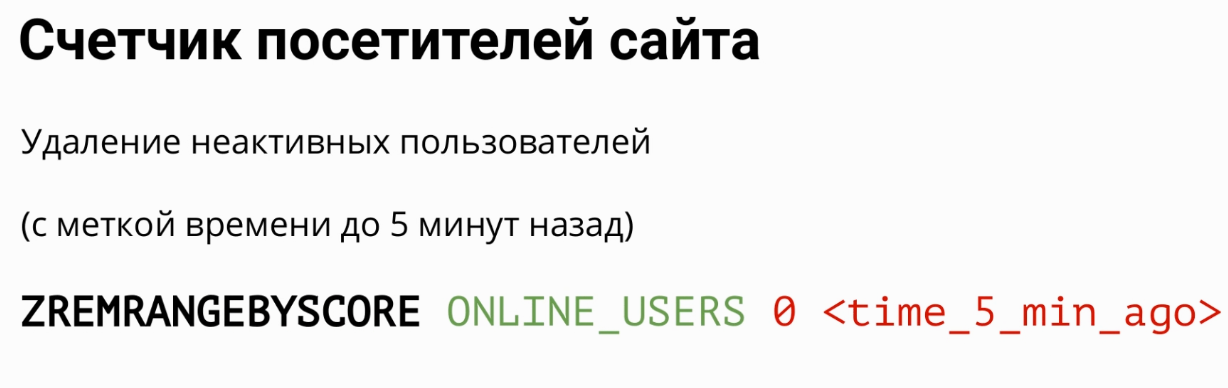 Счетчик посетителей сайта
Удаление неактивных пользователей
(с меткой времени до 5 минут назад)
ZREMRANGEBYSCORE ONLINE_USERS 0 <time_5_min_ago>